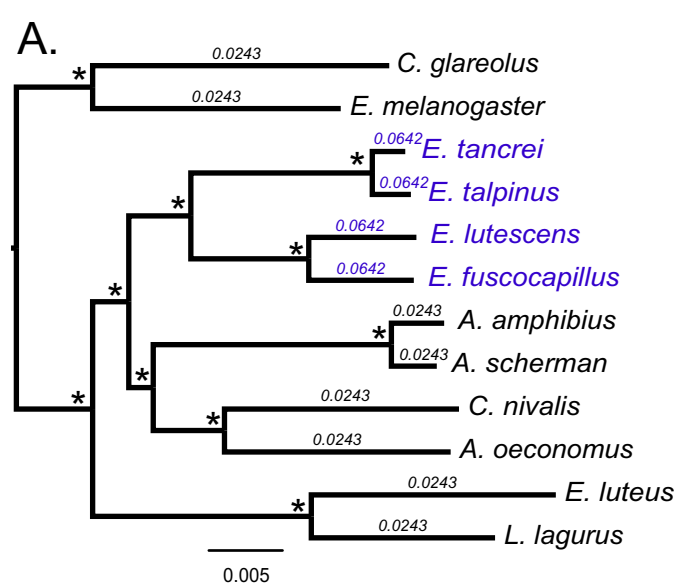 A.
0.0243 C. glareolus
*
0.0243 E. melanogaster
0.0642 E. tancrei
*
0.0642 E. talpinus
*
0.0642 E. lutescens
*
0.0642 E. fuscocapillus
*
0.0243 A. amphibius
*
0.0243 A. scherman
*
0.0243 C. nivalis
*
*
0.0243 A. oeconomus
0.0243 E. luteus
*
0.0243 L. lagurus
0.005